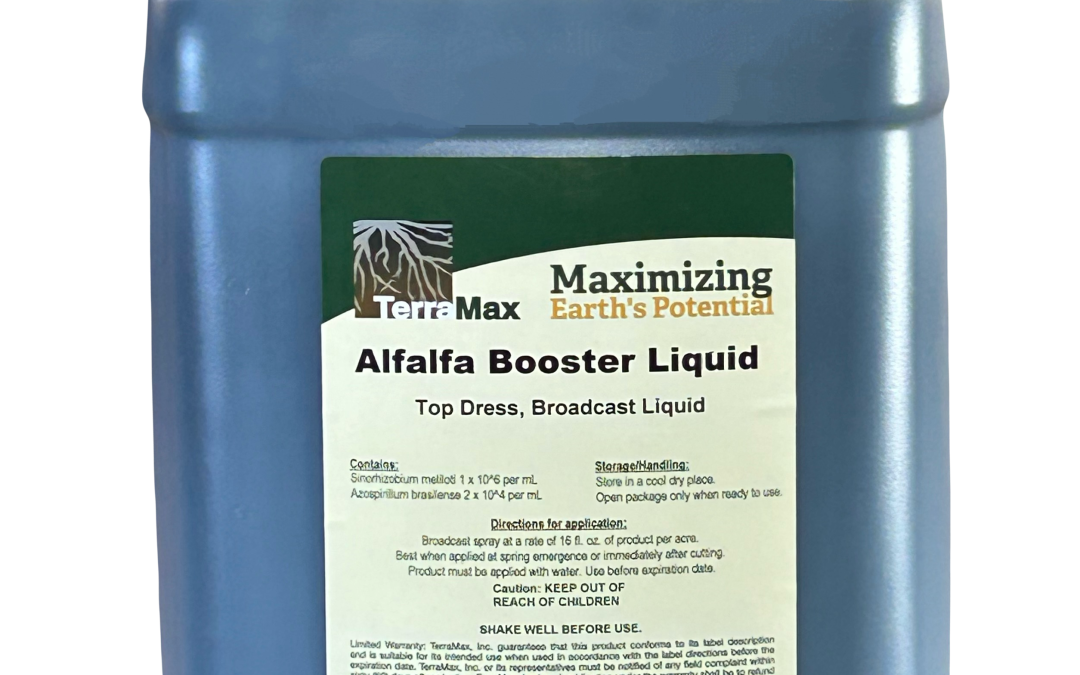 TerraMax
Maximizing
Earth's Potential
Alfalfa Booster Liquid
Top Dress, Broadcast Liquid
Contains:
Sinorhizobium meliloti 1 x 10^6 per mL
Azospirillum brasilense 2 x 10^4 per mL
Storage/Handling:
Store in a cool dry place.
Open package only when ready to use.
Directions for application:
Broadcast spray at a rate of 16 fl. oz. of product per acre.
Best when applied at spring emergence or immediately after cutting.
Product must be applied with water. Use before expiration date.
Caution: KEEP OUT OF
REACH OF CHILDREN
SHAKE WELL BEFORE USE.
Limited Warranty: TerraMax, Inc. guarantees that this product conforms to its label description
and is suitable for its intended use when used in accordance with the label directions before the
expiration date. TerraMax, Inc. or its representatives must be notified of any field complaint within